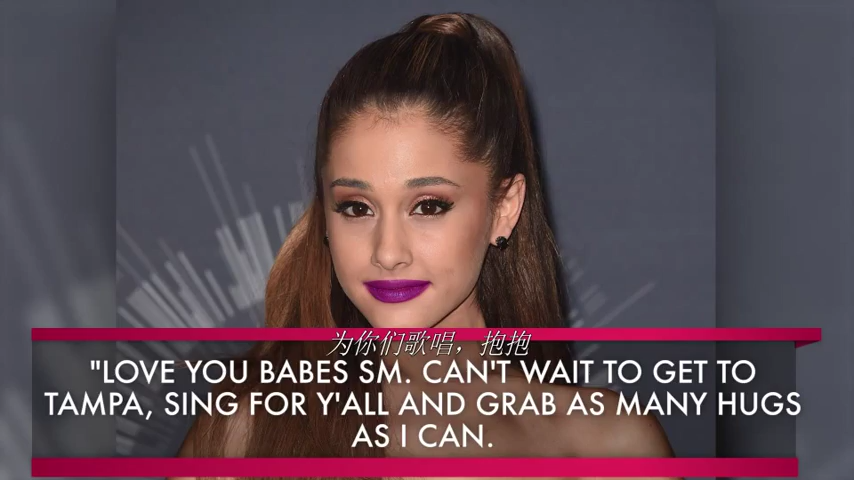 为你们歌唱，抱抱
"LOVE YOU BABES SM. CAN'T WAIT TO GET TO
TAMPA, SING FOR Y'ALL AND GRAB AS MANY HUGS
AS I CAN.